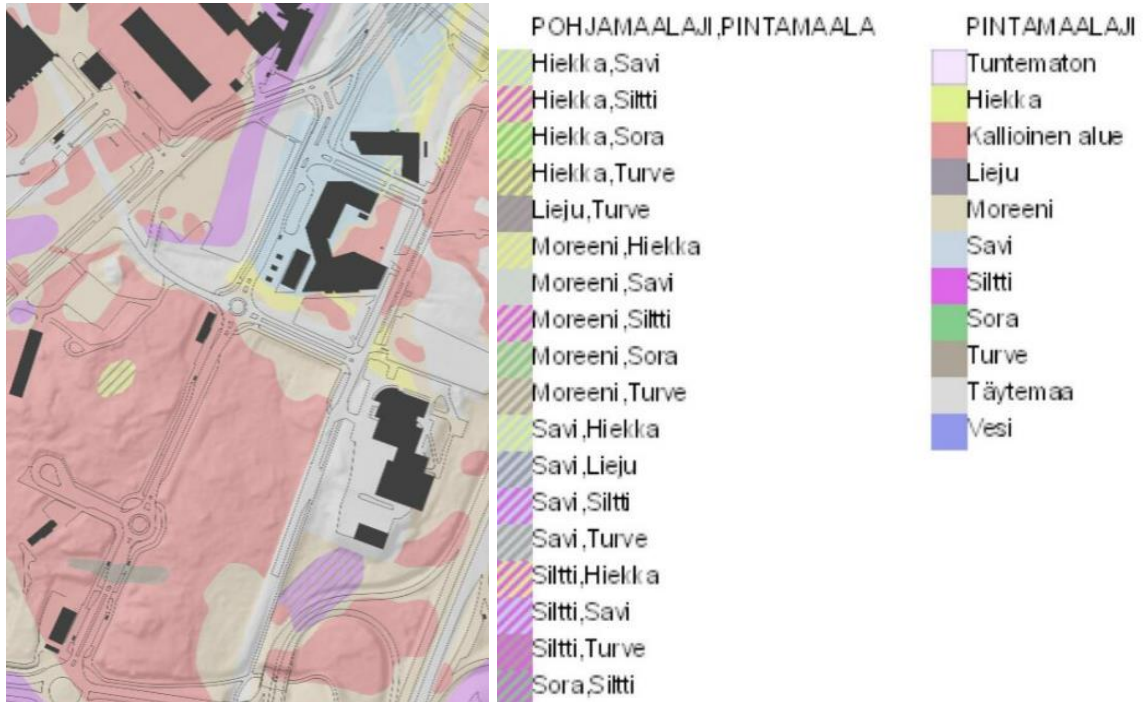 POHJAMAALAJI,PINTAMAALA
Hiekka,Savi
Hiekka,Siltti
Hiekka,Sora
Hiekka,Turve
Lieju,Turve
Moreeni,Hiekka
Moreeni,Savi
Moreeni,Siltti
Moreeni,Sora
Moreeni,Turve
Savi,Hiekka
Savi,Lieju
Savi,Siltti
Savi,Turve
Siltti,Hiekka
Siltti,Savi
Siltti,Turve
Sora,Siltti
PINTAMAALAJI
Tuntematon
Hiekka
Kallioinen alue
Lieju
Moreeni
Savi
Siltti
Sora
Turve
Täytemaa
Vesi